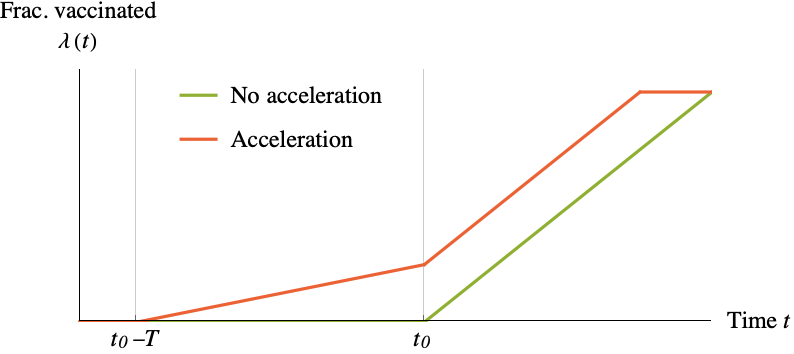 Frac. vaccinated
λ(t)
No acceleration
Acceleration
Time t
t0 –T
t0